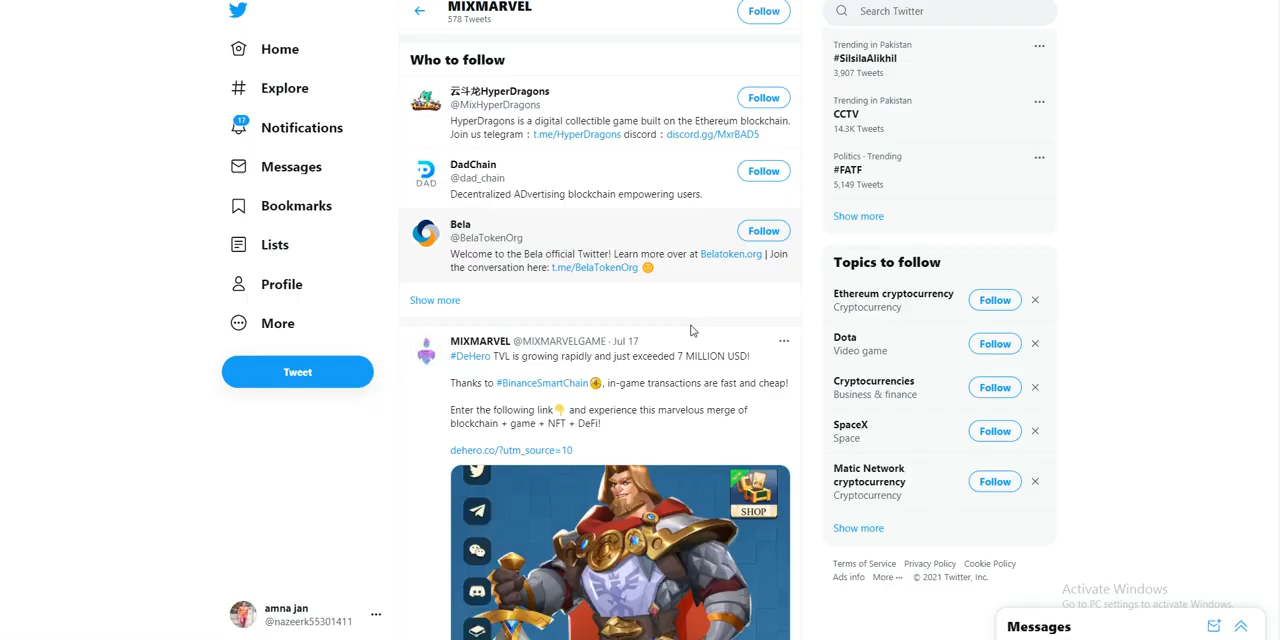 MIXMARVEL
578 Tweets
Follow
Home
Explore
17
Notifications
Messages
Bookmarks
Lists
Profile
More
Tweet
amna jan
@nazeerk55301411
Who to follow
云斗龙HyperDragons
@MixHyperDragons
Follow
HyperDragons is a digital collectible game built on the Ethereum blockchain.
Join us telegram：t.me/HyperDragons discord：discord.gg/MxrBAD5
DAD
DadChain
@dad_chain
Follow
Decentralized ADvertising blockchain empowering users.
Bela
@BelaTokenOrg
Follow
Welcome to the Bela official Twitter! Learn more over at Belatoken.org | Join
the conversation here: t.me/BelaTokenOrg
Show more
MIXMARVEL @MIXMARVELGAME · Jul 17
#DeHero TVL is growing rapidly and just exceeded 7 MILLION USD!
Thanks to #BinanceSmartChain, in-game transactions are fast and cheap!
Enter the following link👇 and experience this marvelous merge of
blockchain + game + NFT + DeFi!
dehero.co/?utm_source=10
SHOP
Search Twitter
Trending in Pakistan
#SilsilaAlikhil
3,907 Tweets
Trending in Pakistan
CCTV
14.3K Tweets
Politics · Trending
#FATF
5,149 Tweets
Show more
Topics to follow
Ethereum cryptocurrency
Cryptocurrency
Follow
Dota
Video game
Follow
Cryptocurrencies
Business & finance
Follow
SpaceX
Space
Follow
Matic Network
cryptocurrency
Cryptocurrency
Follow
Show more
Terms of Service Privacy Policy Cookie Policy
Ads info More ··· © 2021 Twitter, Inc.
Activate Windows
Go to PC settings to activate Windows.
Messages